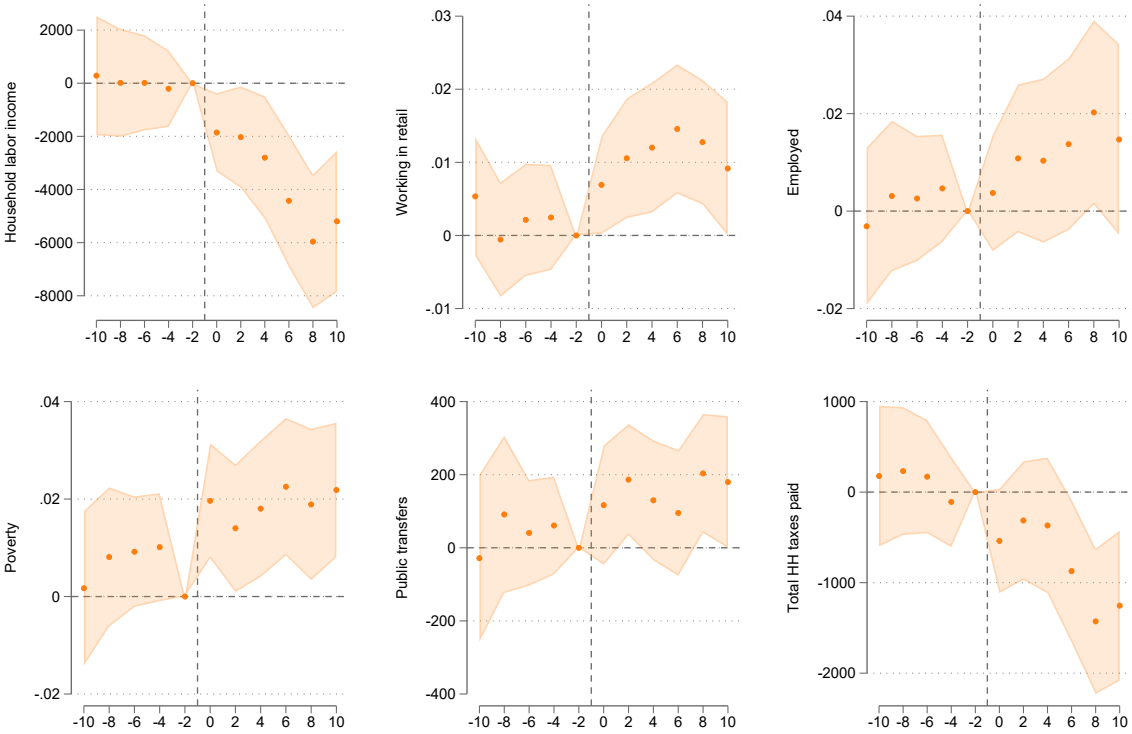 Household labor income
2000
0
-2000
-4000
-6000
-8000
-10 -8 -6 -4 -2 0 2 4 6 8 10
Working in retail
.03
.02
.01
0
-.01
-10 -8 -6 -4 -2 0 2 4 6 8 10
Employed
.04
.02
0
-.02
-10 -8 -6 -4 -2 0 2 4 6 8 10
Poverty
.04
.02
0
-.02
-10 -8 -6 -4 -2 0 2 4 6 8 10
Public transfers
400
200
0
-200
-400
-10 -8 -6 -4 -2 0 2 4 6 8 10
Total HH taxes paid
1000
0
-1000
-2000
-10 -8 -6 -4 -2 0 2 4 6 8 10